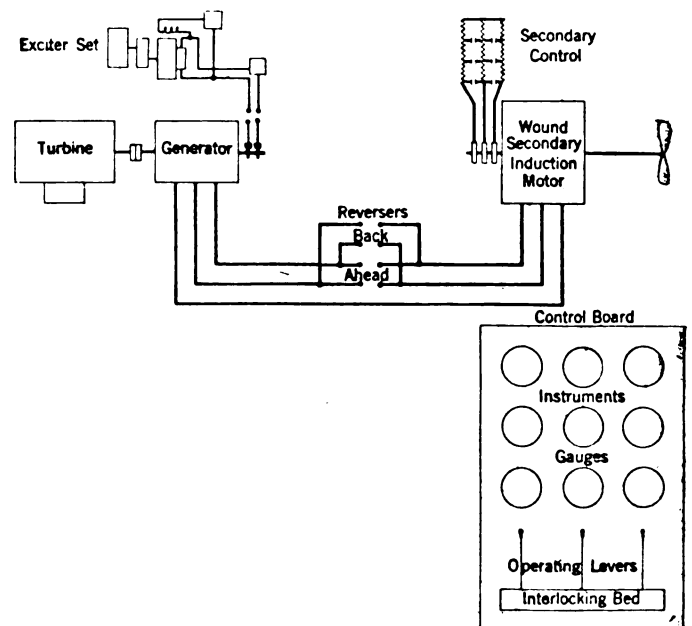 Exciter Set
Secondary
Control
Turbine
Generator
Wound
Secondary
Induction
Motor
Reversers
Back
Ahead
Control Board
Instruments
Gauges
Operating Levers
Interlocking Bed